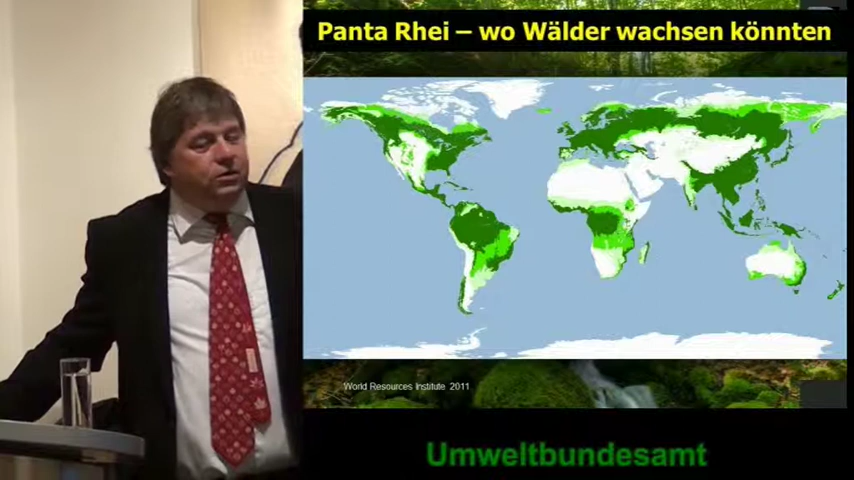 Panta Rhei – wo Wälder wachsen könnten
World Resources Institute 2011
Umweltbundesamt